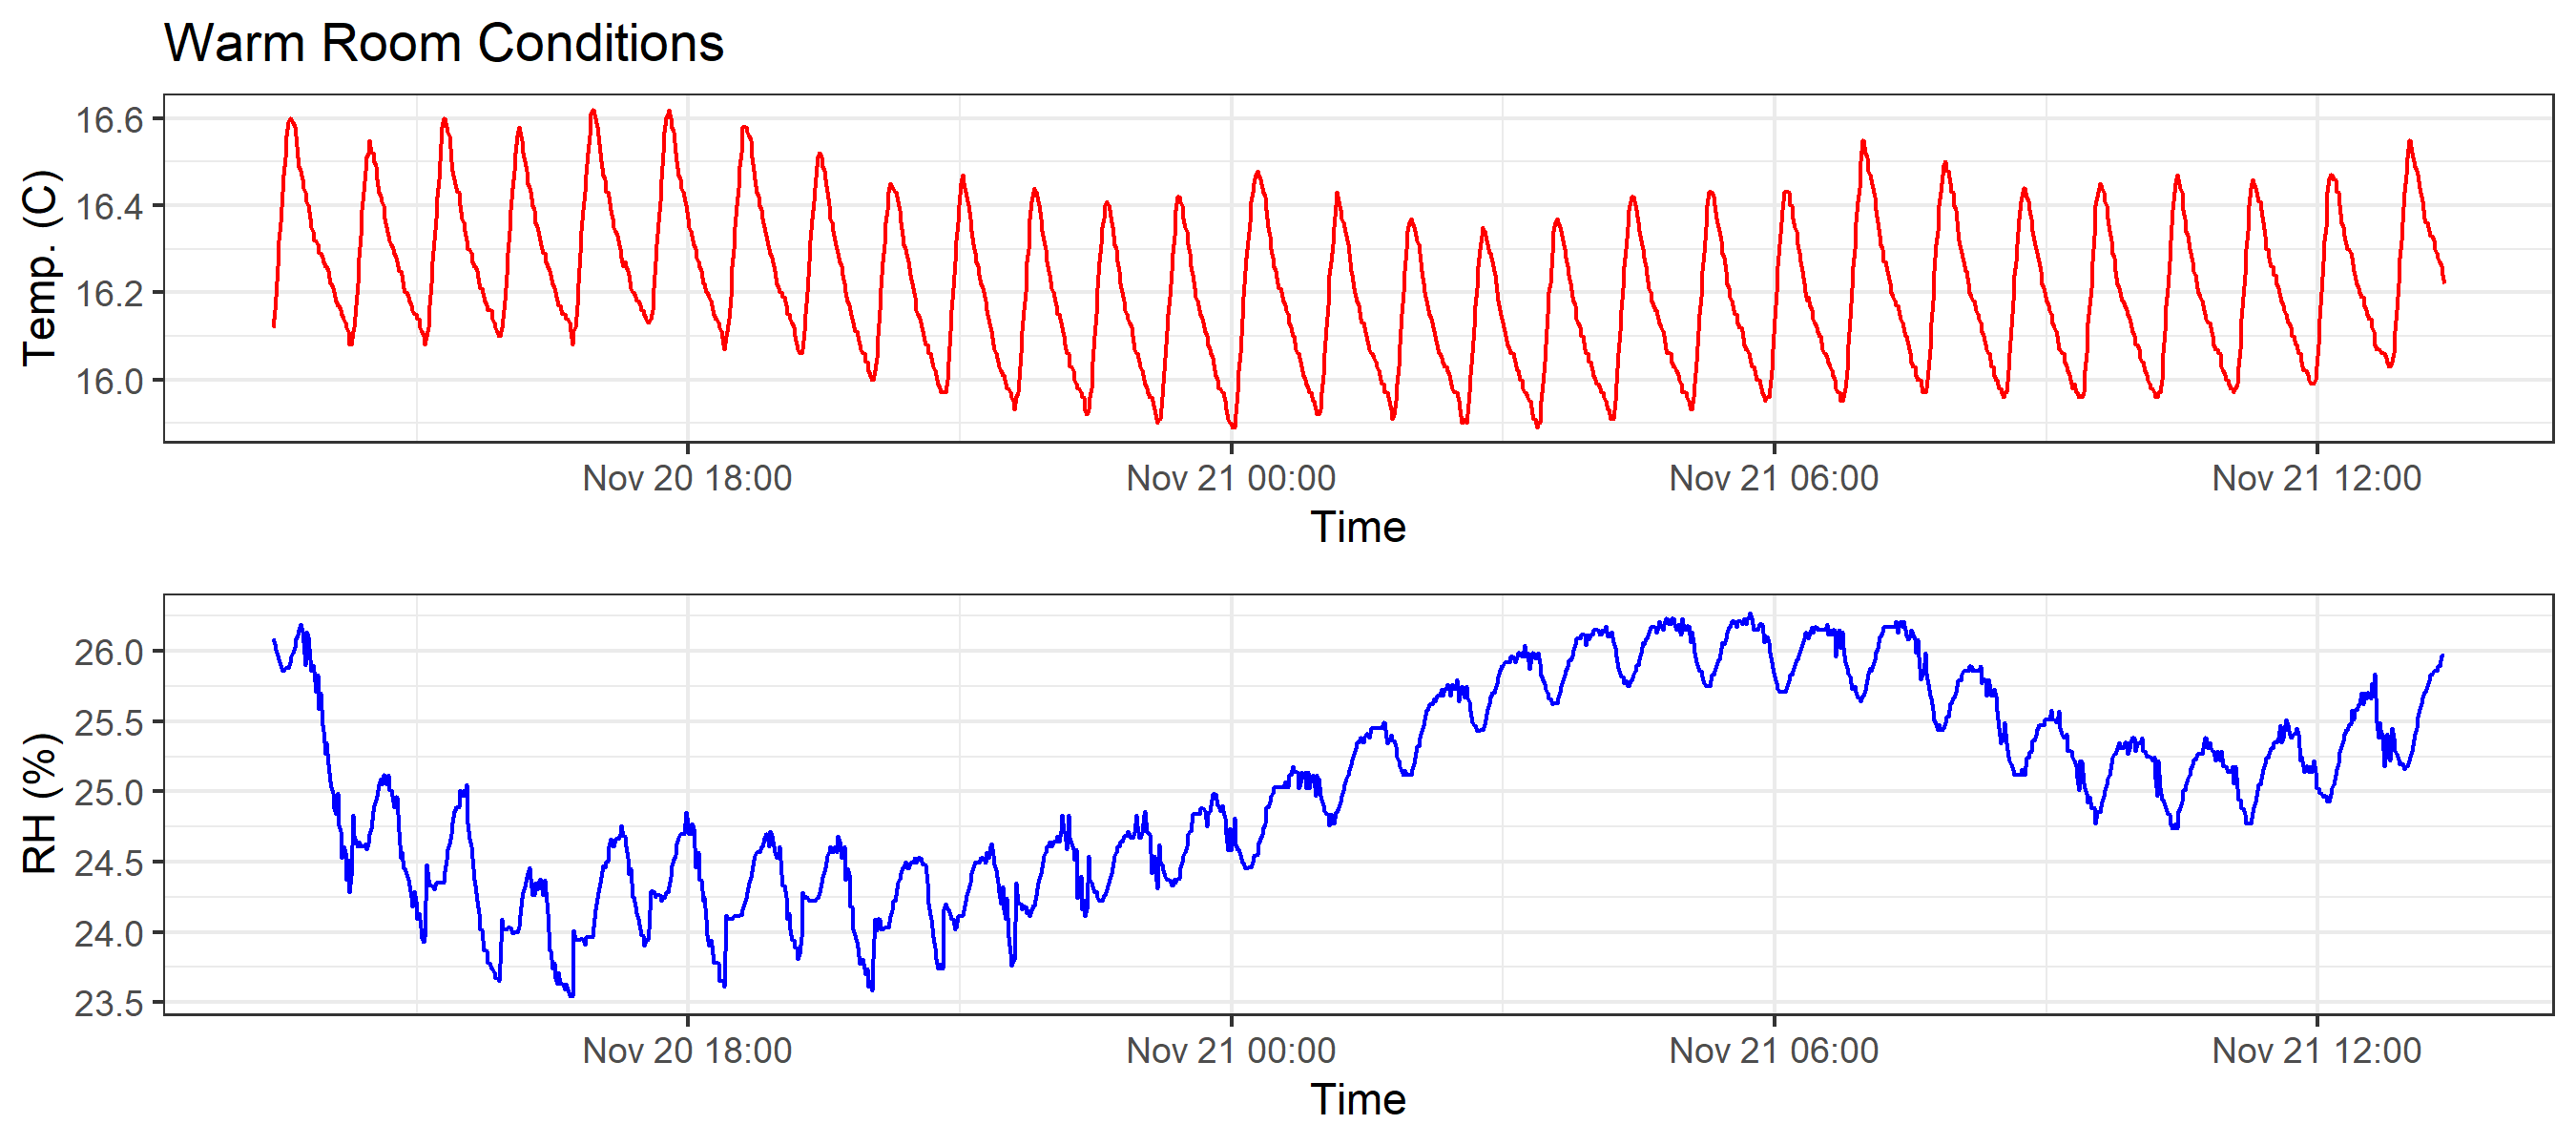 Warm Room Conditions
Temp. (C)
16.6
16.4
16.2
16.0
Nov 20 18:00 Nov 21 00:00 Nov 21 06:00 Nov 21 12:00
Time
RH (%)
26.0
25.5
25.0
24.5
24.0
23.5
Nov 20 18:00 Nov 21 00:00 Nov 21 06:00 Nov 21 12:00
Time